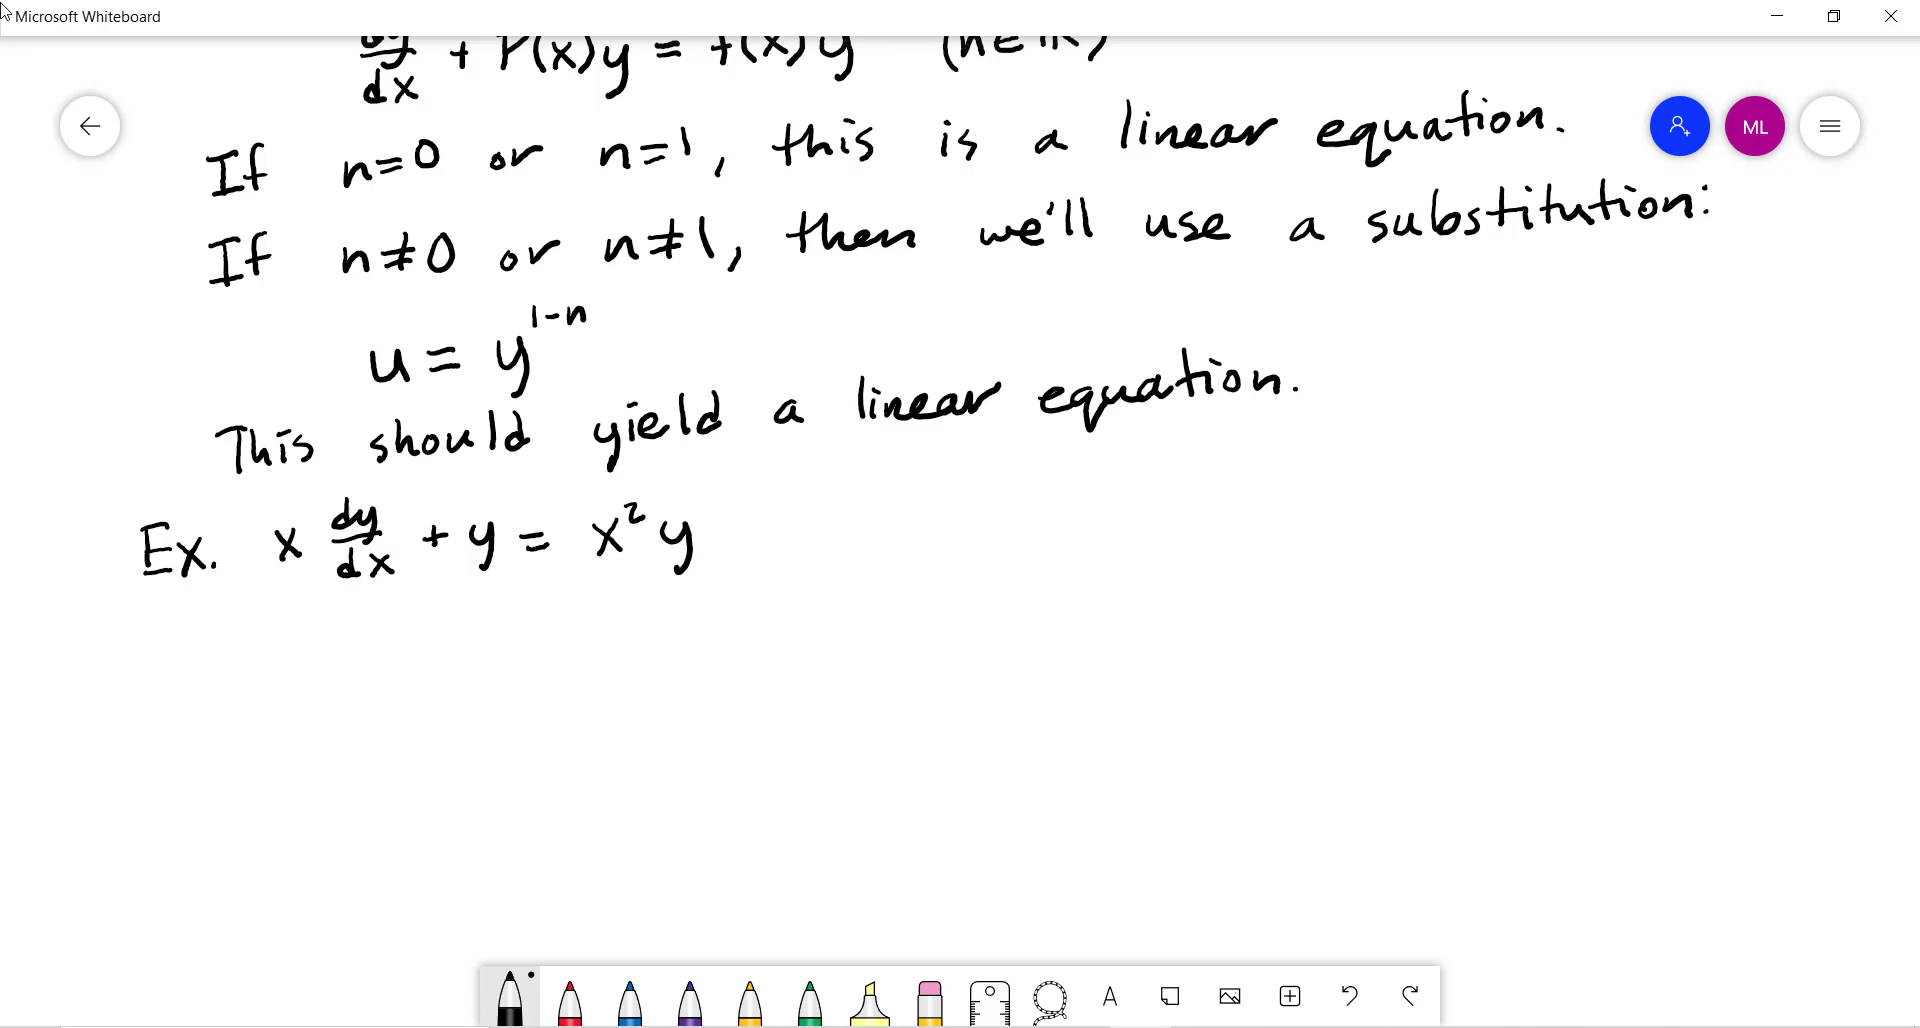 Microsoft Whiteboard
dy/dx + P(x)y = f(x)y (n∈ℝ)
If n=0 or n=1, this is a linear equation.
ML
If n≠0 or n≠1, then we'll use a substitution:
u = y^(1-n)
This should yield a linear equation.
Ex. x dy/dx + y = x² y
A